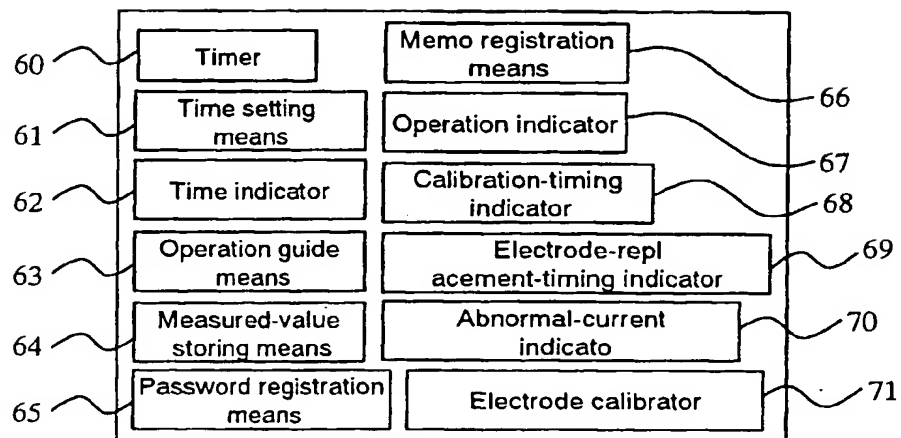 60
Timer
61
Time setting
means
62
Time indicator
63
Operation guide
means
64
Measured-value
storing means
65
Password registration
means
Memo registration
means
66
Operation indicator
67
Calibration-timing
indicator
68
Electrode-repl
acement-timing indicator
69
Abnormal-current
indicato
70
Electrode calibrator
71